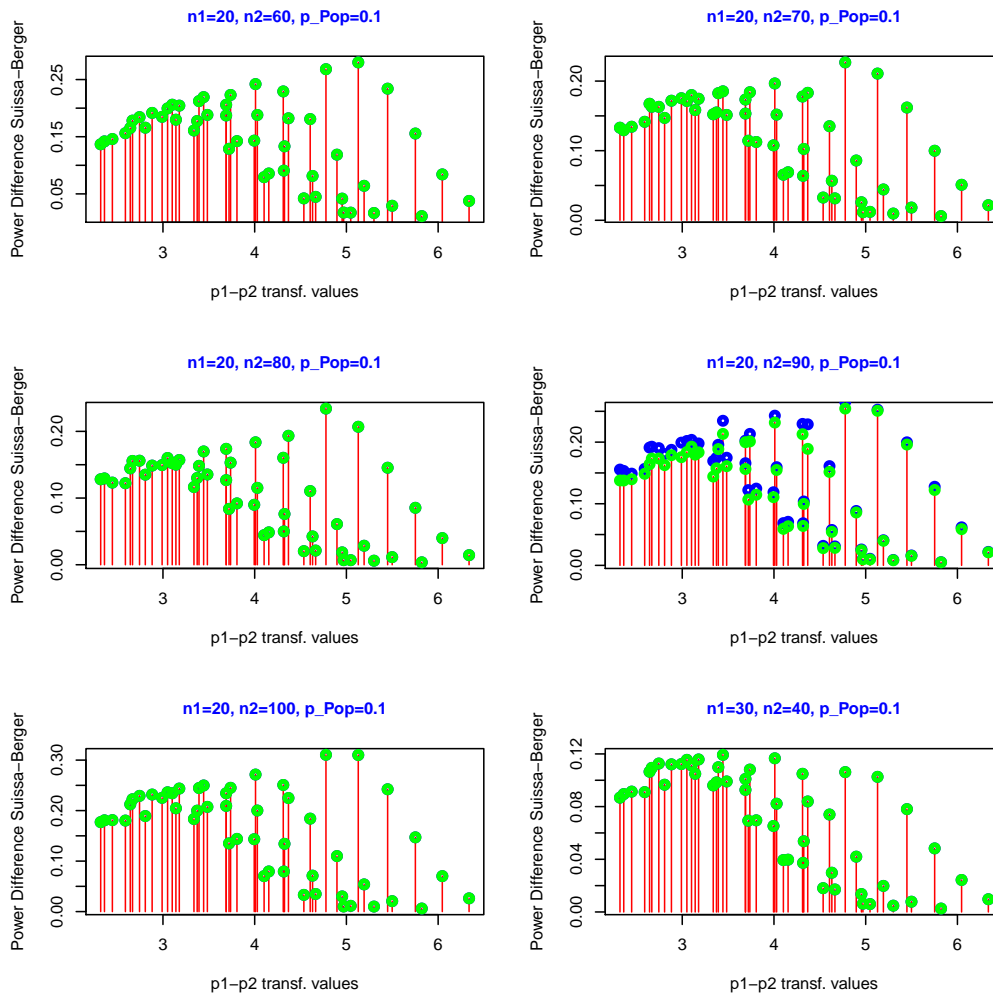 n1=20, n2=60, p_Pop=0.1
Power Difference Suissa−Berger
0.05 0.15 0.25
3 4 5 6
p1−p2 transf. values
n1=20, n2=70, p_Pop=0.1
Power Difference Suissa−Berger
0.00 0.10 0.20
3 4 5 6
p1−p2 transf. values
n1=20, n2=80, p_Pop=0.1
Power Difference Suissa−Berger
0.00 0.10 0.20
3 4 5 6
p1−p2 transf. values
n1=20, n2=90, p_Pop=0.1
Power Difference Suissa−Berger
0.00 0.10 0.20
3 4 5 6
p1−p2 transf. values
n1=20, n2=100, p_Pop=0.1
Power Difference Suissa−Berger
0.00 0.10 0.20 0.30
3 4 5 6
p1−p2 transf. values
n1=30, n2=40, p_Pop=0.1
Power Difference Suissa−Berger
0.00 0.04 0.08 0.12
3 4 5 6
p1−p2 transf. values